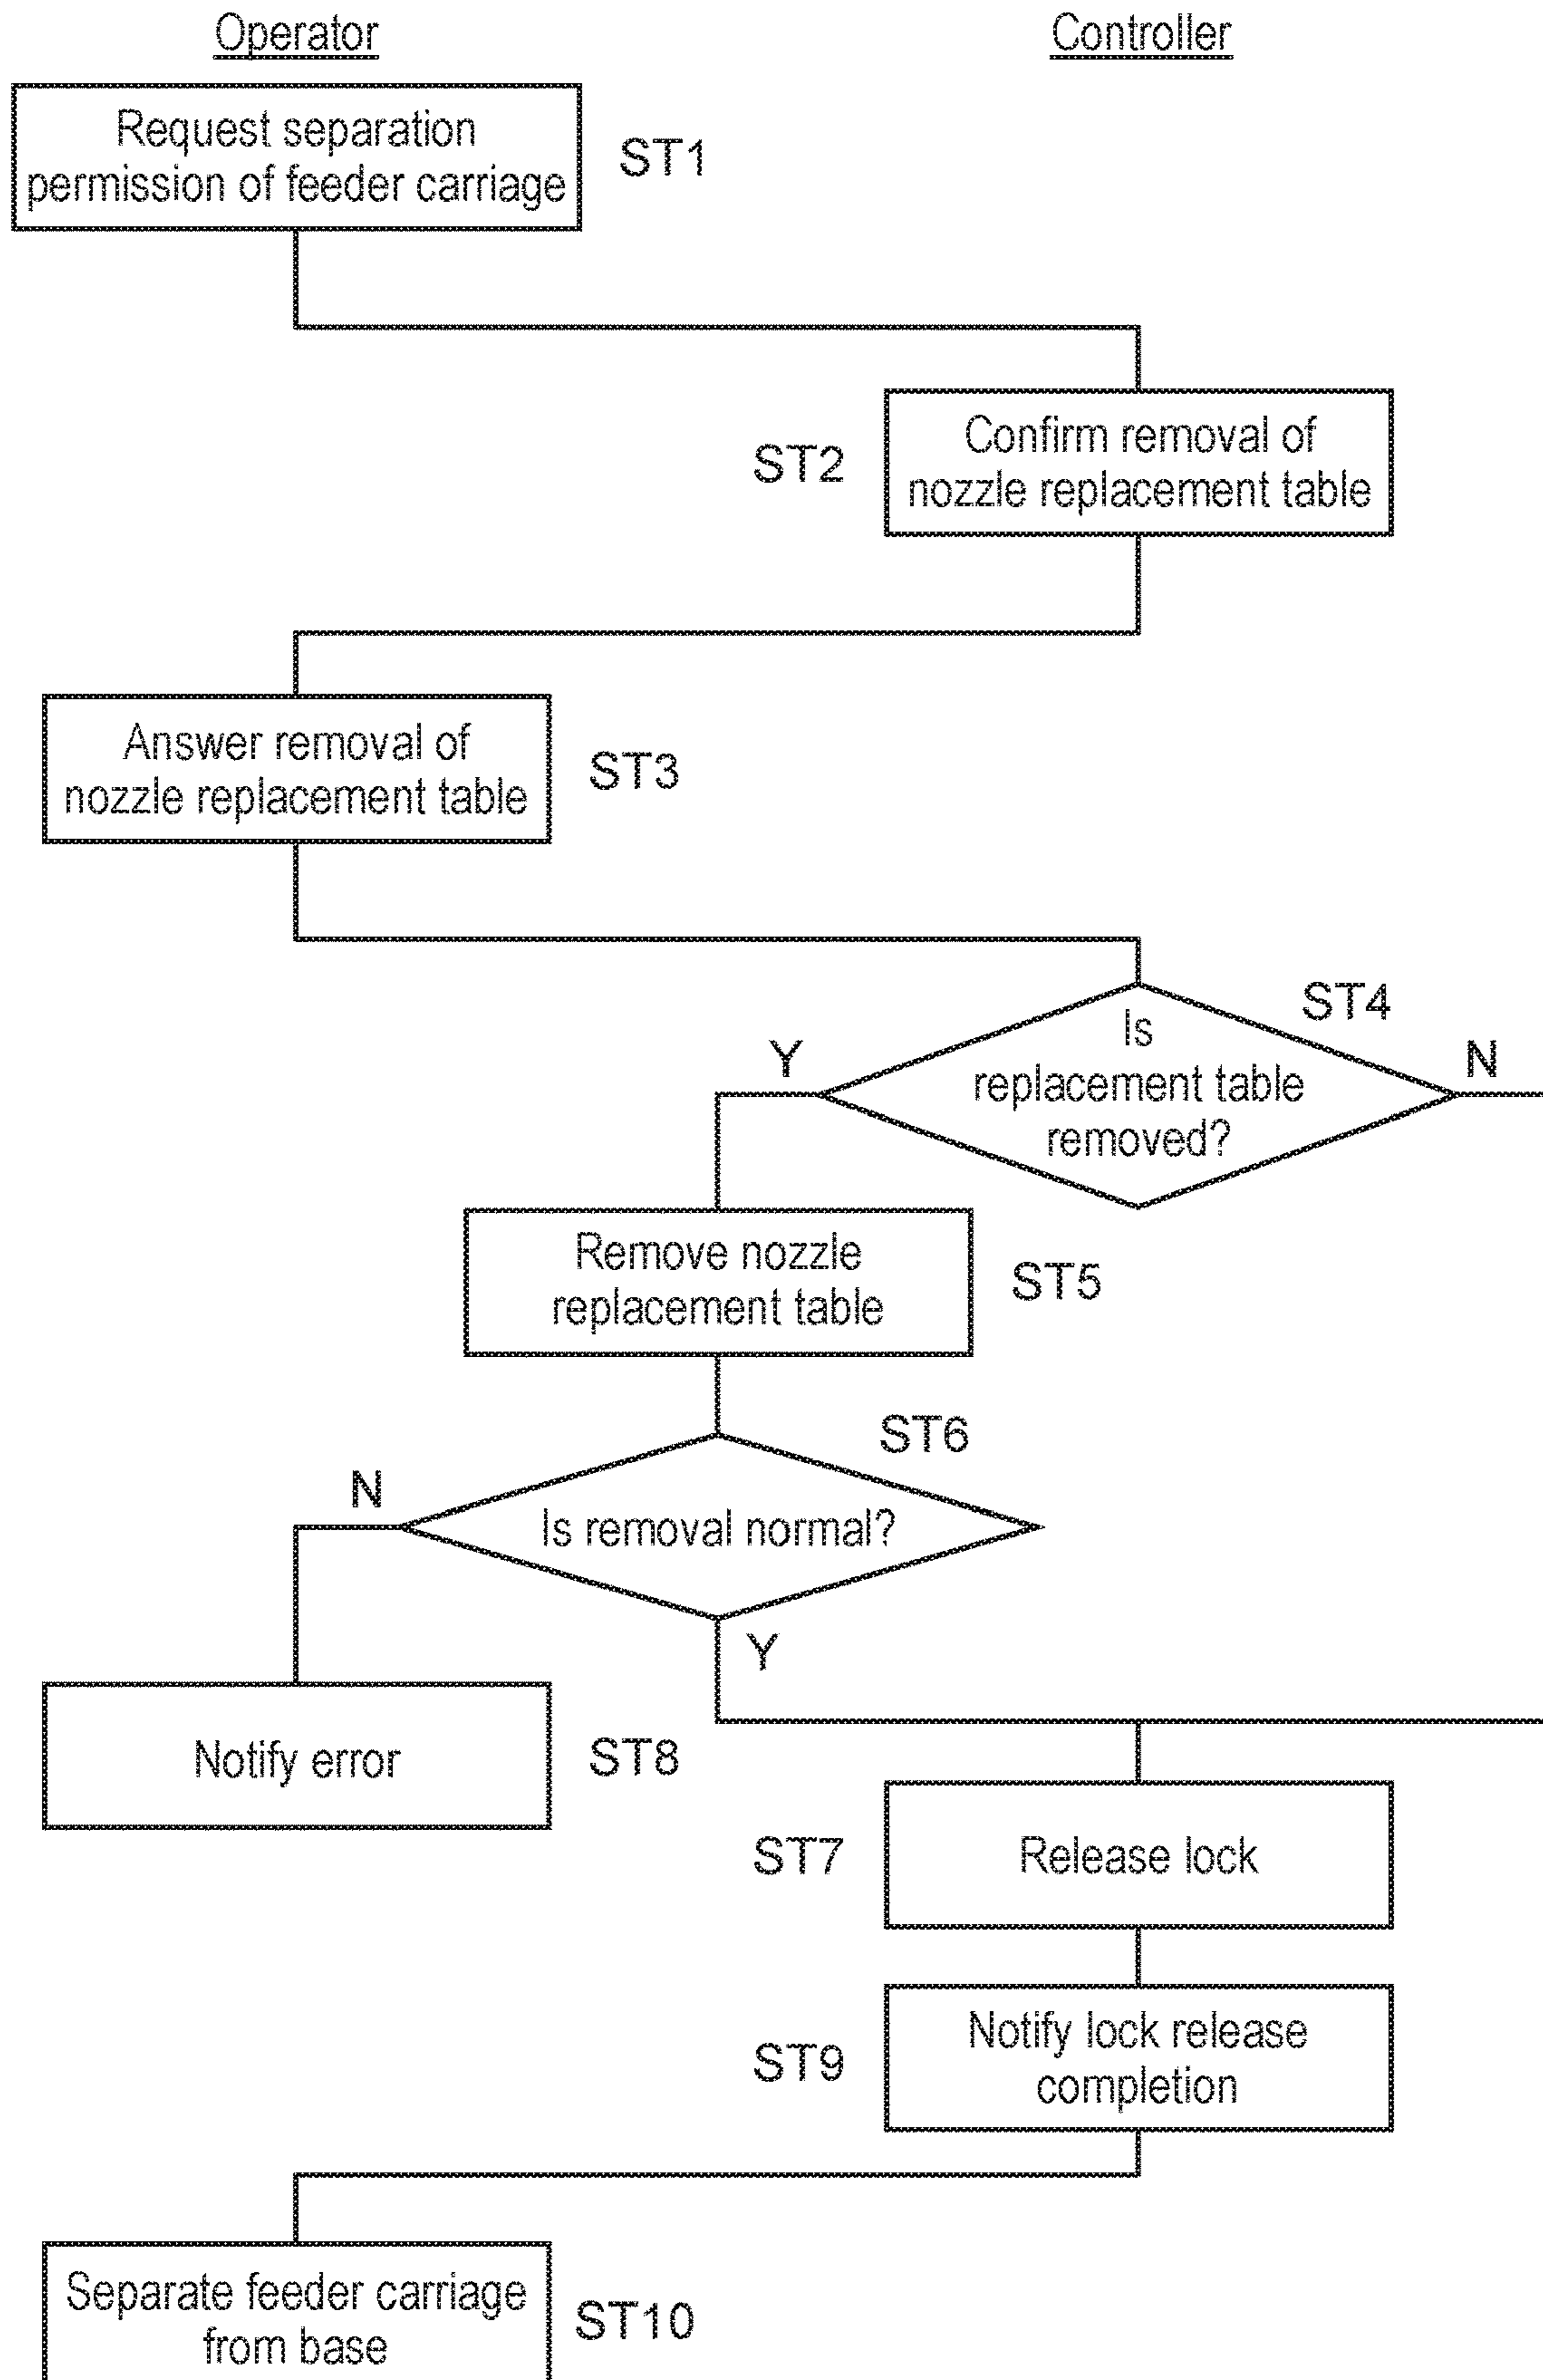 Operator
Controller
Request separation
permission of feeder carriage
ST1
ST2
Confirm removal of
nozzle replacement table
Answer removal of
nozzle replacement table
ST3
ST4
Y
Is
replacement table
removed?
N
Remove nozzle
replacement table
ST5
ST6
N
Is removal normal?
Y
Notify error
ST8
ST7
Release lock
ST9
Notify lock release
completion
Separate feeder carriage
from base
ST10